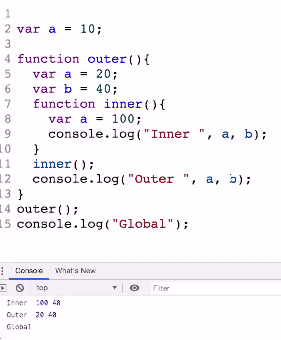 1
2 var a = 10;
3
4 function outer(){
5 var a = 20;
6 var b = 40;
7 function inner(){
8 var a = 100;
9 console.log("Inner ", a, b);
10 }
11 inner();
12 console.log("Outer ", a, b);
13 }
14 outer();
15 console.log("Global");
Console What's New
top Filter
Inner 100 40
Outer 20 40
Global